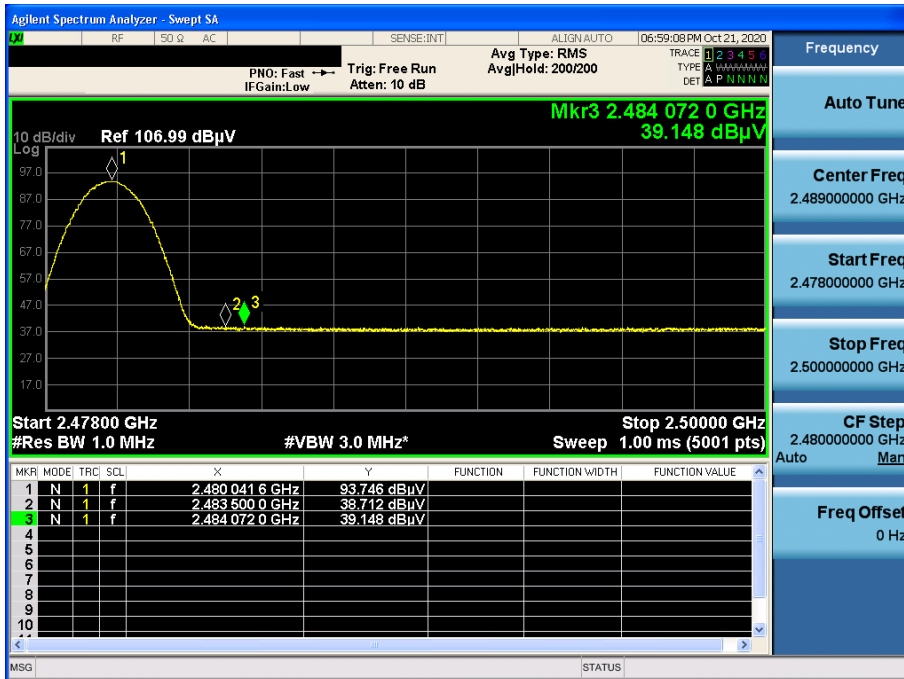 Agilent Spectrum Analyzer - Swept SA
LXI RF 50 Ω AC SENSE:INT ALIGN AUTO 06:59:08 PM Oct 21, 2020
Frequency
PNO: Fast
IFGain:Low
Trig: Free Run
Atten: 10 dB
Avg Type: RMS
Avg|Hold: 200/200
TRACE 1 2 3 4 5 6
TYPE A WWWWW
DET A P N N N N
Mkr3 2.484 072 0 GHz
39.148 dBµV
10 dB/div Ref 106.99 dBµV
Log
97.0
87.0
77.0
67.0
57.0
47.0
37.0
27.0
17.0
1
2
3
Start 2.47800 GHz Stop 2.50000 GHz
#Res BW 1.0 MHz #VBW 3.0 MHz* Sweep 1.00 ms (5001 pts)
MKR MODE TRC SCL X Y FUNCTION FUNCTION WIDTH FUNCTION VALUE
1 N 1 f 2.480 041 6 GHz 93.746 dBµV
2 N 1 f 2.483 500 0 GHz 38.712 dBµV
3 N 1 f 2.484 072 0 GHz 39.148 dBµV
4
5
6
7
8
9
10
MSG STATUS
Auto Tune
Center Freq
2.489000000 GHz
Start Freq
2.478000000 GHz
Stop Freq
2.500000000 GHz
CF Step
2.480000000 GHz
Auto Man
Freq Offset
0 Hz